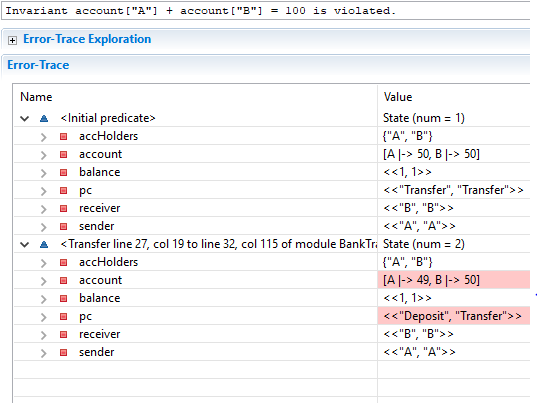 Invariant account["A"] + account["B"] = 100 is violated.
Error-Trace Exploration
Error-Trace
Name Value
<Initial predicate> State (num = 1)
accHolders {"A", "B"}
account [A |-> 50, B |-> 50]
balance <<1, 1>>
pc <<"Transfer", "Transfer">>
receiver <<"B", "B">>
sender <<"A", "A">>
<Transfer line 27, col 19 to line 32, col 115 of module BankTra State (num = 2)
accHolders {"A", "B"}
account [A |-> 49, B |-> 50]
balance <<1, 1>>
pc <<"Deposit", "Transfer">>
receiver <<"B", "B">>
sender <<"A", "A">>